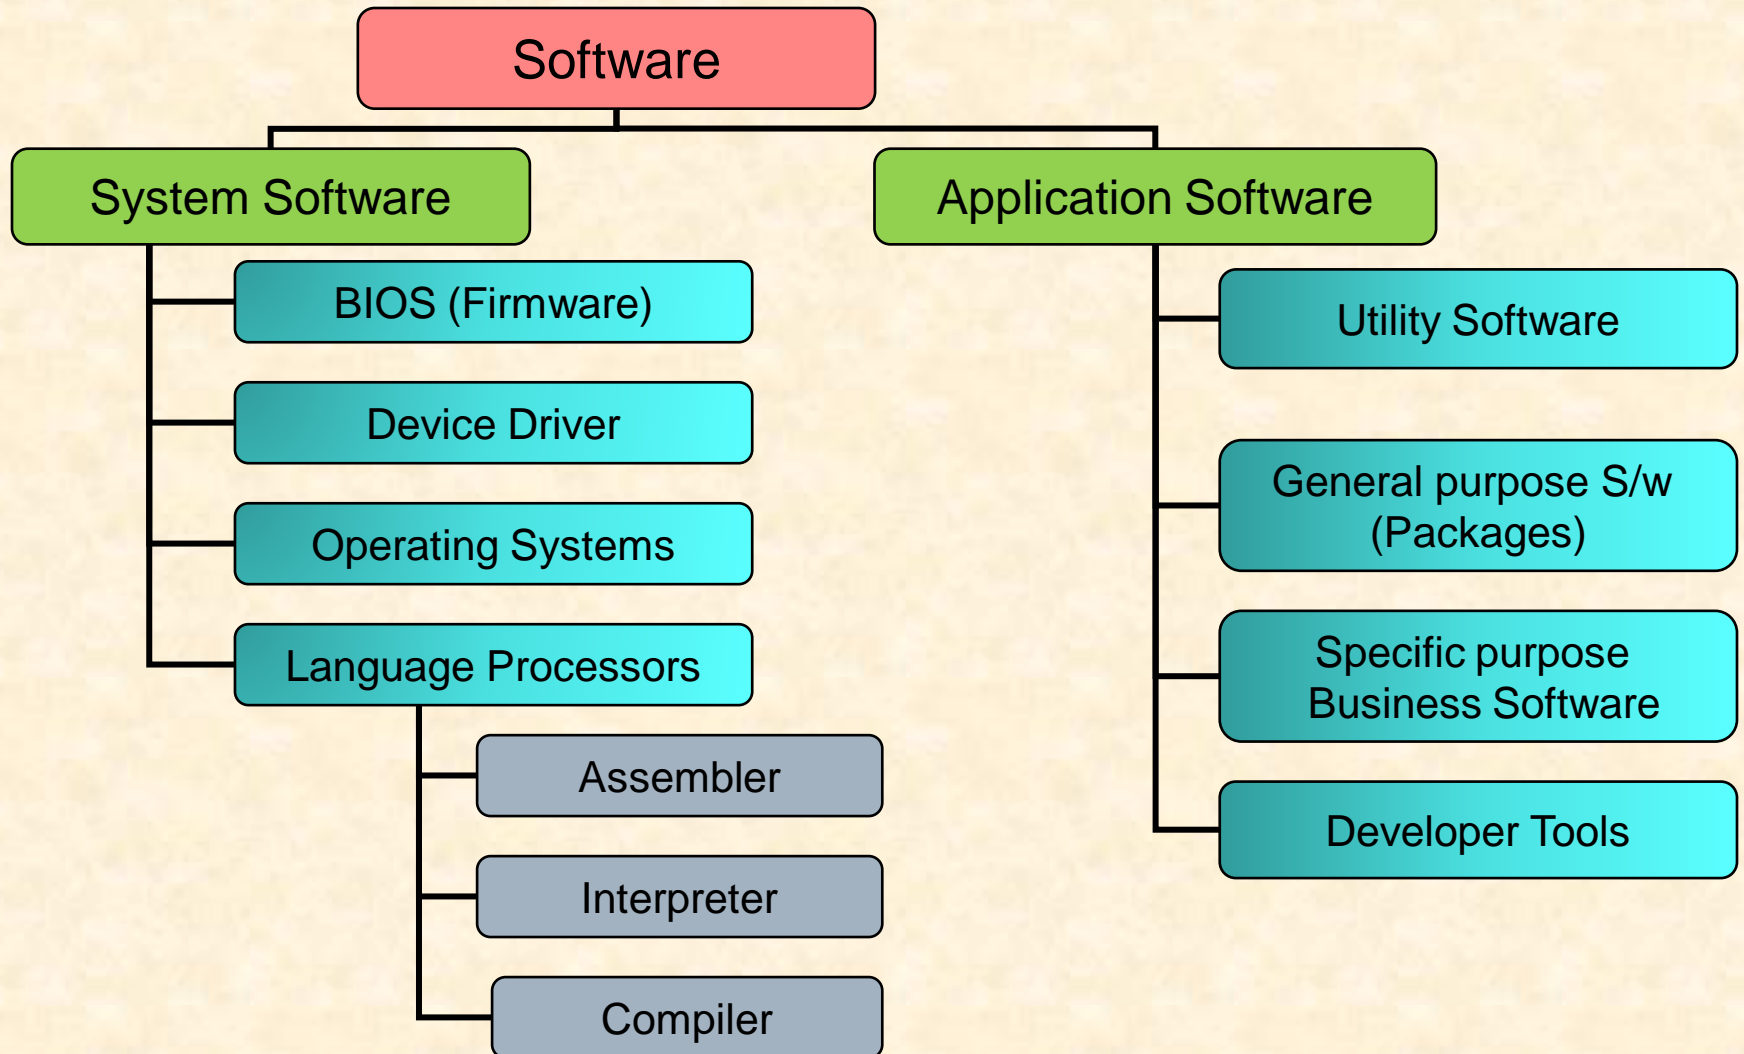 Software
System Software
Application Software
BIOS (Firmware)
Device Driver
Operating Systems
Language Processors
Assembler
Interpreter
Compiler
Utility Software
General purpose S/w
(Packages)
Specific purpose
Business Software
Developer Tools